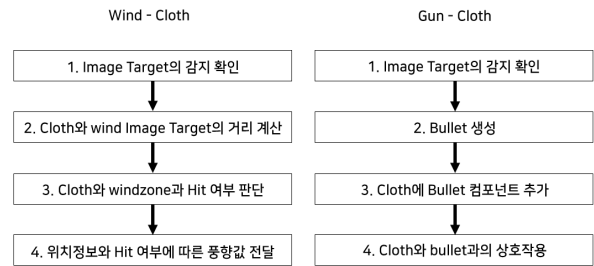 Wind - Cloth
1. Image Target의 감지 확인
2. Cloth와 wind Image Target의 거리 계산
3. Cloth와 windzone과 Hit 여부 판단
4. 위치정보와 Hit 여부에 따른 풍향값 전달
Gun - Cloth
1. Image Target의 감지 확인
2. Bullet 생성
3. Cloth에 Bullet 컴포넌트 추가
4. Cloth와 bullet과의 상호작용